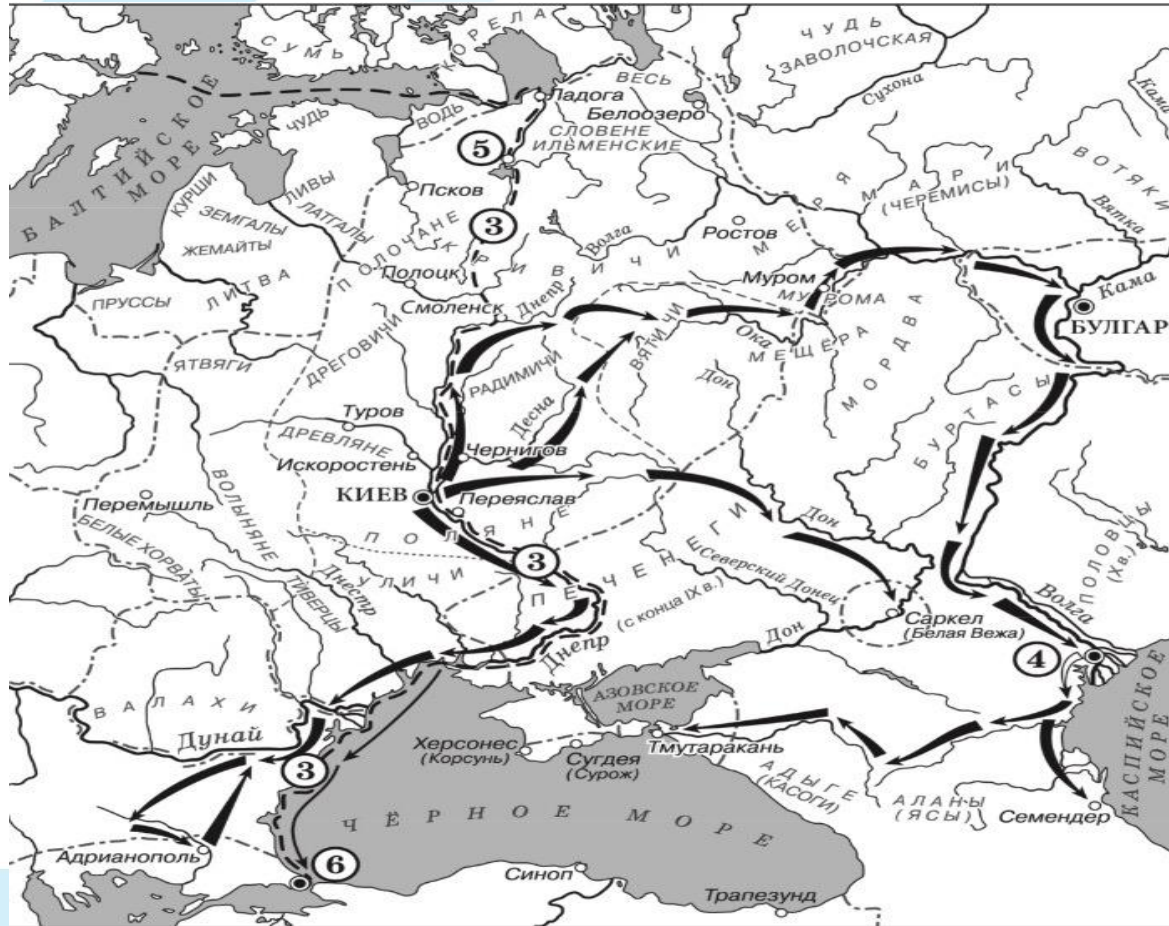 СУМЬ
КОРЕЛА
ЧУДЬ
ЗАВОЛОЧСКАЯ
Сухона
Кама
ВЕСЬ
Ладога
Белоозеро
ВОДЬ
ЧУДЬ
СЛОВЕНЕ
ИЛЬМЕНСКИЕ
5
БАЛТИЙСКОЕ
МОРЕ
ВОТЯКИ
Вятка
МАРИ
(ЧЕРЕМИСЫ)
МЕРЯ
Псков
КУРШИ
ЛИВЫ
ЗЕМГАЛЫ
ЛАТГАЛЫ
ЖЕМАЙТЫ
3
Ростов
Волга
ПОЛОЧАНЕ
КРИВИЧИ
Полоцк
ЛИТВА
ПРУССЫ
Смоленск
Днепр
Муром
МУРОМА
Кама
БУЛГАР
Ока
МЕЩЁРА
ВЯТИЧИ
МОРДВА
ДРЕГОВИЧИ
ЯТВЯГИ
РАДИМИЧИ
Дон
Десна
БУРТАСЫ
Туров
ДРЕВЛЯНЕ
Чернигов
Искоростень
КИЕВ
Переяслав
Перемышль
ВОЛЫНЯНЕ
БЕЛЫЕ ХОРВАТЫ
ПОЛЯНЕ
Дон
3
УЛИЧИ
ТИВЕРЦЫ
Днестр
ПЕЧЕНЕГИ
(с конца IX в.)
Северский Донец
ПОЛОВЦЫ
(X в.)
Волга
Днепр
Саркел
(Белая Вежа)
Дон
4
АЗОВСКОЕ
МОРЕ
КАСПИЙСКОЕ
МОРЕ
ВАЛАХИ
Дунай
Херсонес
(Корсунь)
Сугдея
(Сурож)
Тмутаракань
3
АДЫГЕ
(КАСОГИ)
АЛАНЫ
(ЯСЫ)
Семендер
ЧЁРНОЕ МОРЕ
Адрианополь
6
Синоп
Трапезунд